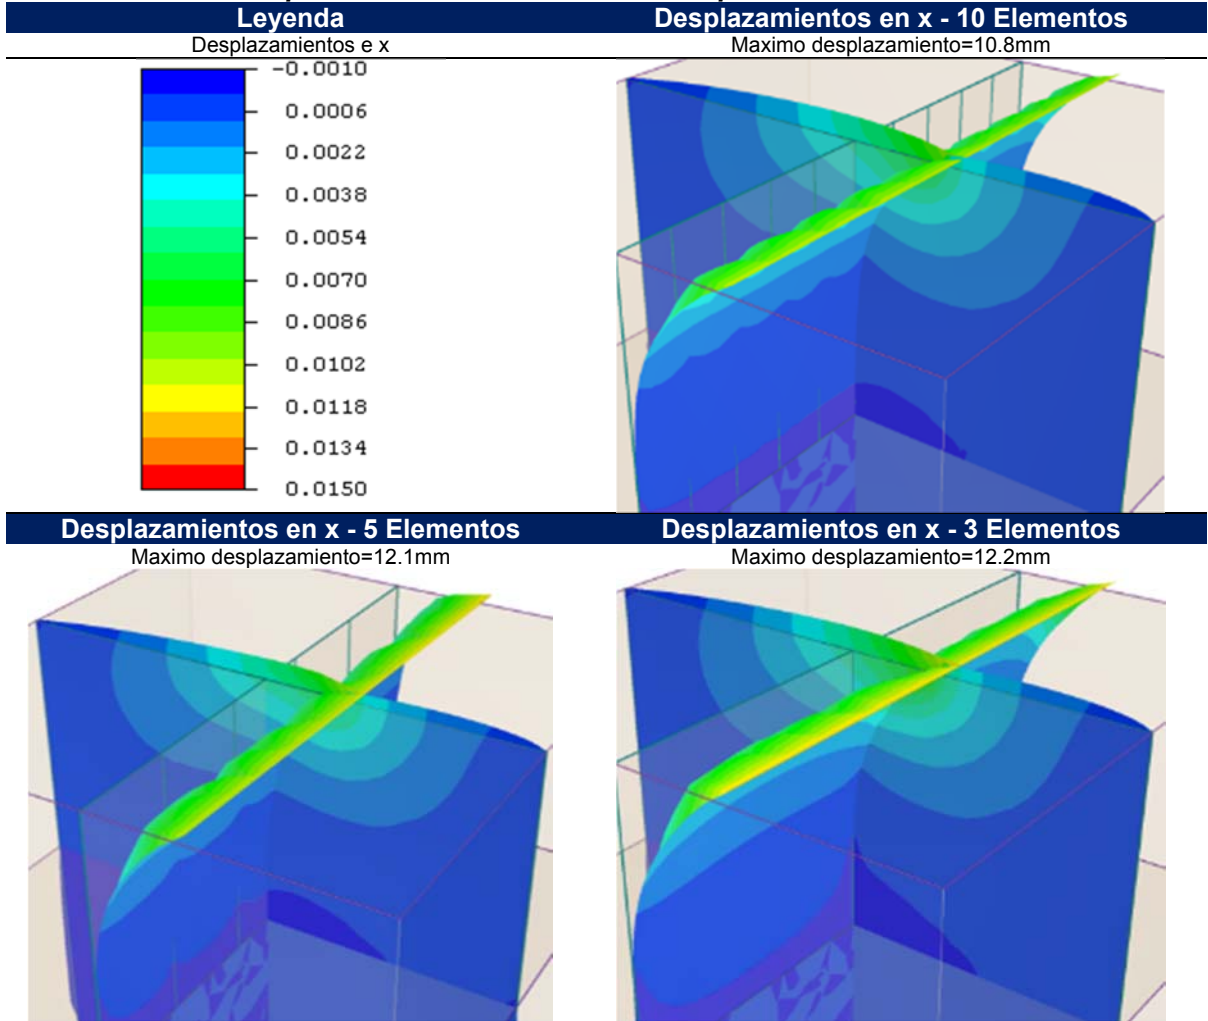 Leyenda
Desplazamientos en x - 10 Elementos
Desplazamientos e x
Maximo desplazamiento=10.8mm
-0.0010
0.0006
0.0022
0.0038
0.0054
0.0070
0.0086
0.0102
0.0118
0.0134
0.0150
Desplazamientos en x - 5 Elementos
Desplazamientos en x - 3 Elementos
Maximo desplazamiento=12.1mm
Maximo desplazamiento=12.2mm